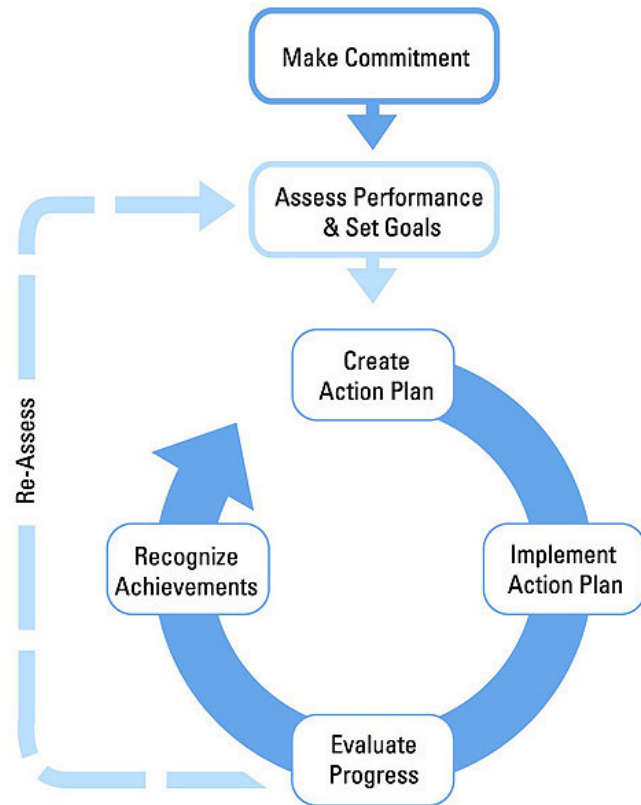 Make Commitment
Assess Performance
& Set Goals
Create
Action Plan
Re-Assess
Recognize
Achievements
Implement
Action Plan
Evaluate
Progress